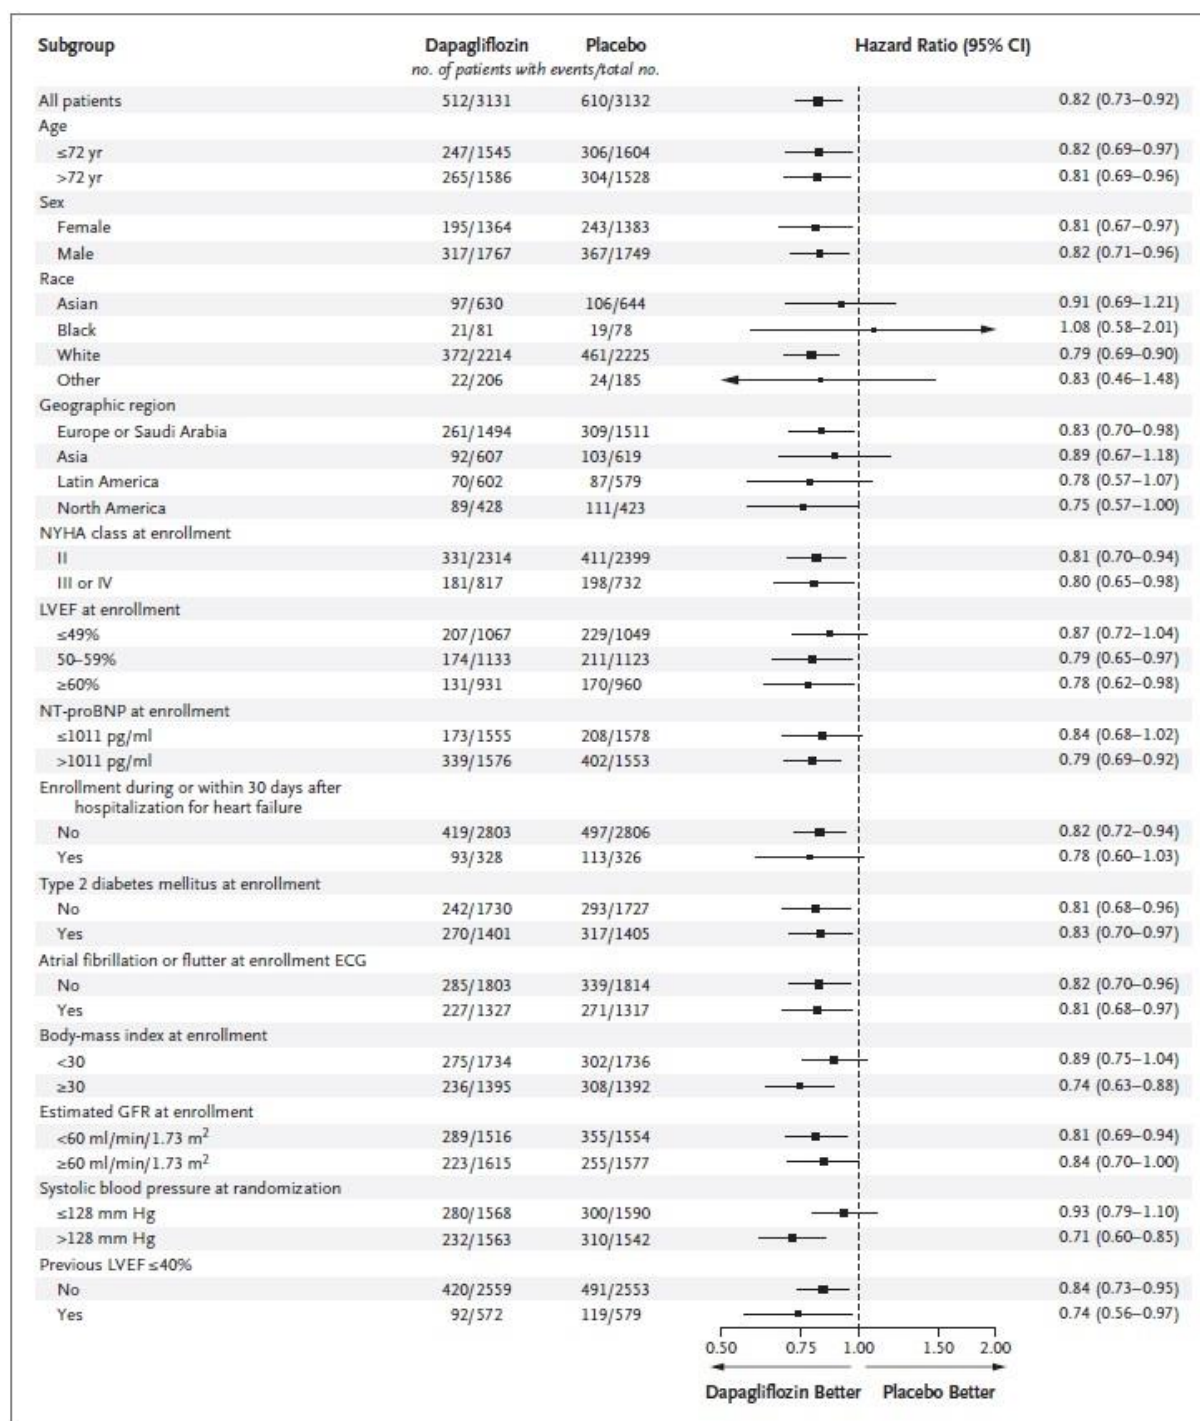 Subgroup Dapagliflozin Placebo Hazard Ratio (95% CI)
no. of patients with events/total no.
All patients 512/3131 610/3132 0.82 (0.73–0.92)
Age
≤72 yr 247/1545 306/1604 0.82 (0.69–0.97)
>72 yr 265/1586 304/1528 0.81 (0.69–0.96)
Sex
Female 195/1364 243/1383 0.81 (0.67–0.97)
Male 317/1767 367/1749 0.82 (0.71–0.96)
Race
Asian 97/630 106/644 0.91 (0.69–1.21)
Black 21/81 19/78 1.08 (0.58–2.01)
White 372/2214 461/2225 0.79 (0.69–0.90)
Other 22/206 24/185 0.83 (0.46–1.48)
Geographic region
Europe or Saudi Arabia 261/1494 309/1511 0.83 (0.70–0.98)
Asia 92/607 103/619 0.89 (0.67–1.18)
Latin America 70/602 87/579 0.78 (0.57–1.07)
North America 89/428 111/423 0.75 (0.57–1.00)
NYHA class at enrollment
II 331/2314 411/2399 0.81 (0.70–0.94)
III or IV 181/817 198/732 0.80 (0.65–0.98)
LVEF at enrollment
≤49% 207/1067 229/1049 0.87 (0.72–1.04)
50–59% 174/1133 211/1123 0.79 (0.65–0.97)
≥60% 131/931 170/960 0.78 (0.62–0.98)
NT-proBNP at enrollment
≤1011 pg/ml 173/1555 208/1578 0.84 (0.68–1.02)
>1011 pg/ml 339/1576 402/1553 0.79 (0.69–0.92)
Enrollment during or within 30 days after
hospitalization for heart failure
No 419/2803 497/2806 0.82 (0.72–0.94)
Yes 93/328 113/326 0.78 (0.60–1.03)
Type 2 diabetes mellitus at enrollment
No 242/1730 293/1727 0.81 (0.68–0.96)
Yes 270/1401 317/1405 0.83 (0.70–0.97)
Atrial fibrillation or flutter at enrollment ECG
No 285/1803 339/1814 0.82 (0.70–0.96)
Yes 227/1327 271/1317 0.81 (0.68–0.97)
Body-mass index at enrollment
<30 275/1734 302/1736 0.89 (0.75–1.04)
≥30 236/1395 308/1392 0.74 (0.63–0.88)
Estimated GFR at enrollment
<60 ml/min/1.73 m² 289/1516 355/1554 0.81 (0.69–0.94)
≥60 ml/min/1.73 m² 223/1615 255/1577 0.84 (0.70–1.00)
Systolic blood pressure at randomization
≤128 mm Hg 280/1568 300/1590 0.93 (0.79–1.10)
>128 mm Hg 232/1563 310/1542 0.71 (0.60–0.85)
Previous LVEF ≤40%
No 420/2559 491/2553 0.84 (0.73–0.95)
Yes 92/572 119/579 0.74 (0.56–0.97)
0.50 0.75 1.00 1.50 2.00
Dapagliflozin Better Placebo Better